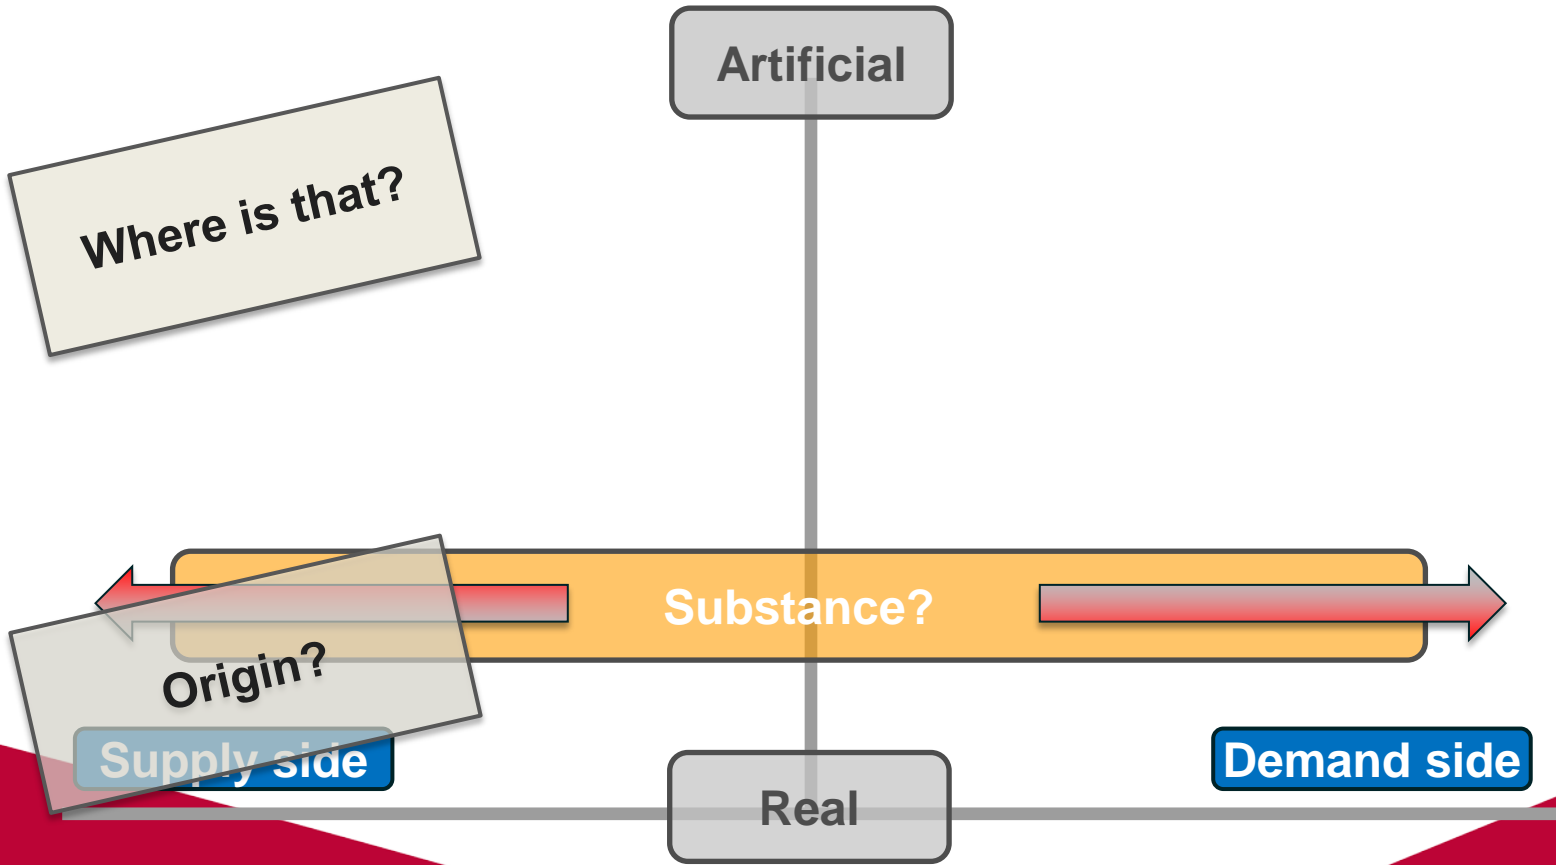 Artificial
Where is that?
Substance?
Origin?
Supply side
Demand side
Real